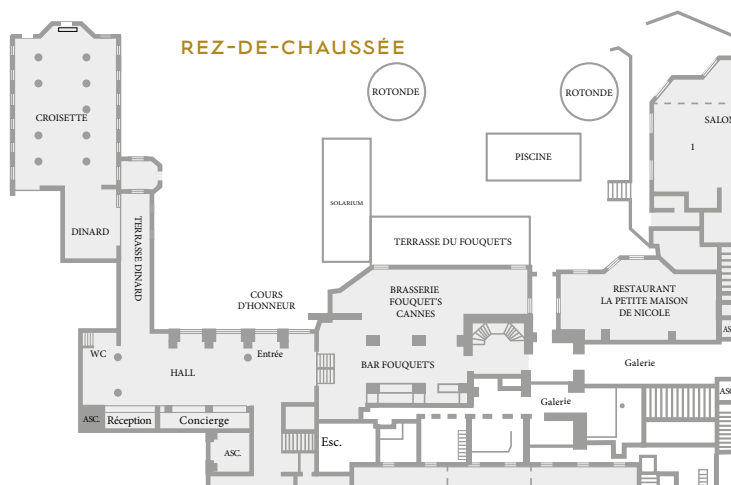 REZ-DE-CHAUSSÉE
ROTONDE
ROTONDE
CROISETTE
SALON
1
PISCINE
SOLARIUM
DINARD
TERRASSE DINARD
TERRASSE DU FOUQUET'S
COURS
D'HONNEUR
BRASSERIE
FOUQUET'S
CANNES
RESTAURANT
LA PETITE MAISON
DE NICOLE
WC
Entrée
HALL
BAR FOUQUET'S
Galerie
Galerie
ASC.
Réception
Concierge
Esc.
ASC.